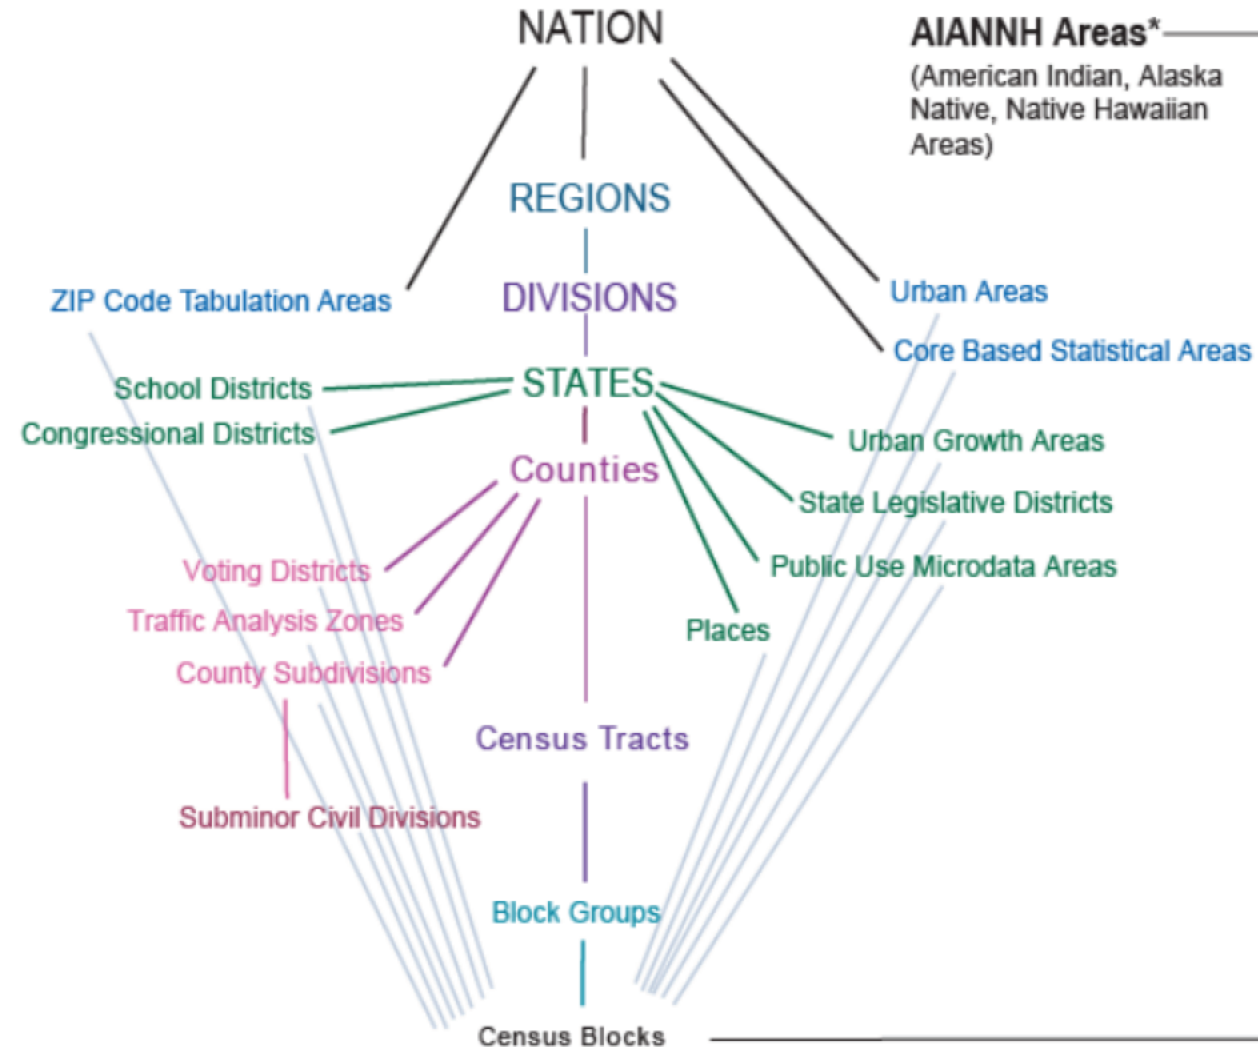 NATION
AIANNH Areas*
(American Indian, Alaska
Native, Native Hawaiian
Areas)
REGIONS
ZIP Code Tabulation Areas
DIVISIONS
Urban Areas
Core Based Statistical Areas
School Districts
STATES
Congressional Districts
Urban Growth Areas
Counties
State Legislative Districts
Voting Districts
Public Use Microdata Areas
Traffic Analysis Zones
Places
County Subdivisions
Census Tracts
Subminor Civil Divisions
Block Groups
Census Blocks